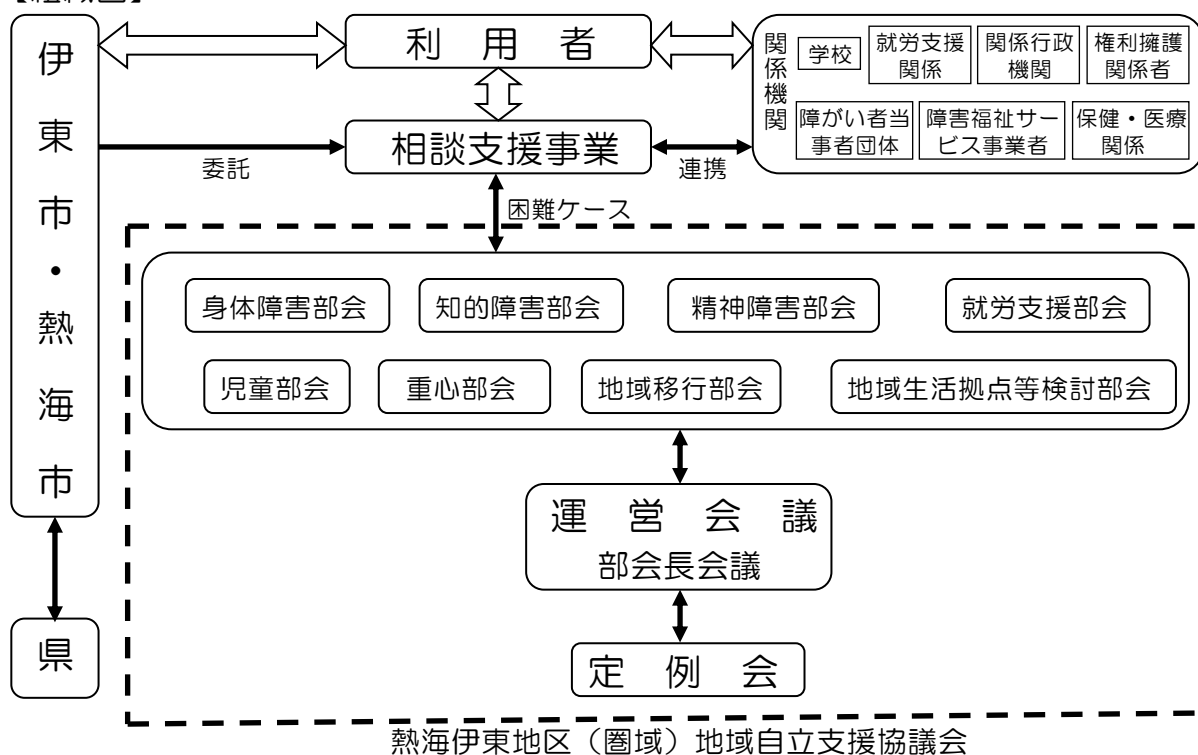 伊東市・熱海市
利用者
関係機関
学校
就労支援
関係
関係行政
機関
権利擁護
関係者
障がい者当
事者団体
障害福祉サー
ビス事業者
保健・医療
関係
委託
相談支援事業
連携
困難ケース
身体障害部会
知的障害部会
精神障害部会
就労支援部会
児童部会
重心部会
地域移行部会
地域生活拠点等検討部会
運営会議
部会長会議
定例会
県
熱海伊東地区（圏域）地域自立支援協議会